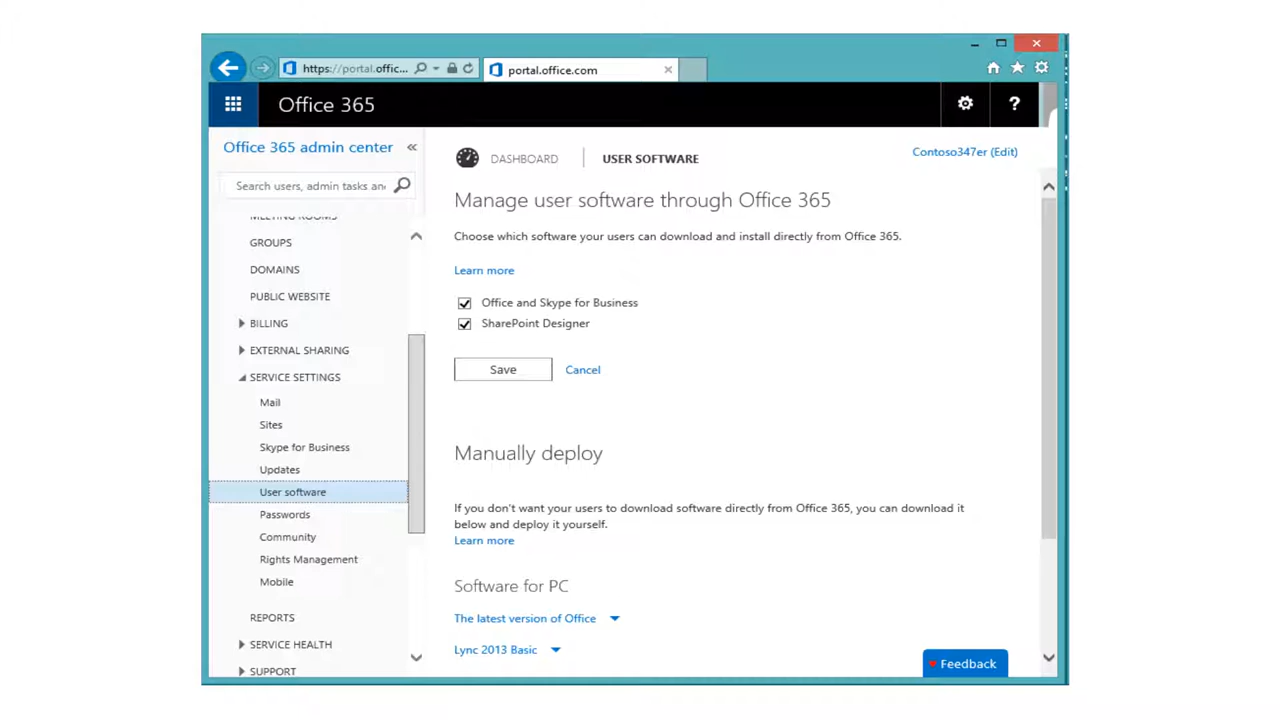 https://portal.offic...
portal.office.com
Office 365
?
Office 365 admin center
Search users, admin tasks and
MEETING ROOMS
GROUPS
DOMAINS
PUBLIC WEBSITE
BILLING
EXTERNAL SHARING
SERVICE SETTINGS
Mail
Sites
Skype for Business
Updates
User software
Passwords
Community
Rights Management
Mobile
REPORTS
SERVICE HEALTH
SUPPORT
DASHBOARD
USER SOFTWARE
Contoso347er (Edit)
Manage user software through Office 365
Choose which software your users can download and install directly from Office 365.
Learn more
Office and Skype for Business
SharePoint Designer
Save
Cancel
Manually deploy
If you don't want your users to download software directly from Office 365, you can download it
below and deploy it yourself.
Learn more
Software for PC
The latest version of Office
Lync 2013 Basic
Feedback